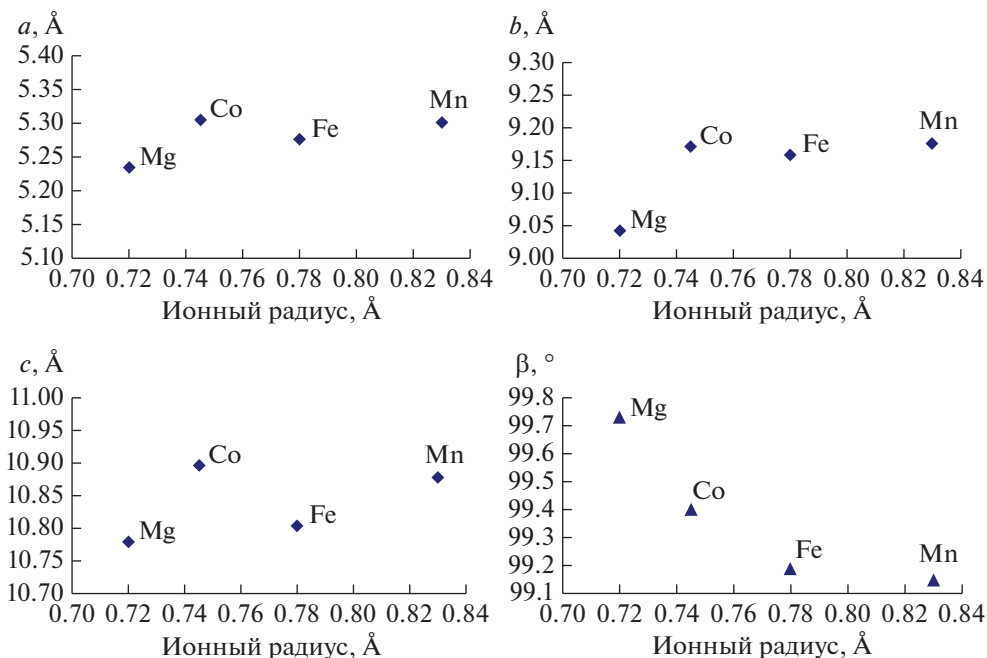 a, Å
5.40
5.35
5.30
5.25
5.20
5.15
5.10
Mg
Co
Fe
Mn
0.70 0.72 0.74 0.76 0.78 0.80 0.82 0.84
Ионный радиус, Å
b, Å
9.30
9.25
9.20
9.15
9.10
9.05
9.00
Mg
Co
Fe
Mn
0.70 0.72 0.74 0.76 0.78 0.80 0.82 0.84
Ионный радиус, Å
c, Å
11.00
10.95
10.90
10.85
10.80
10.75
10.70
Mg
Co
Fe
Mn
0.70 0.72 0.74 0.76 0.78 0.80 0.82 0.84
Ионный радиус, Å
β, °
99.8
99.7
99.6
99.5
99.4
99.3
99.2
99.1
Mg
Co
Fe
Mn
0.70 0.72 0.74 0.76 0.78 0.80 0.82 0.84
Ионный радиус, Å